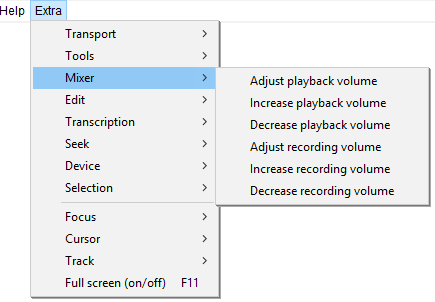 Help Extra
Transport
Tools
Mixer
Edit
Transcription
Seek
Device
Selection
Focus
Cursor
Track
Full screen (on/off) F11
Adjust playback volume
Increase playback volume
Decrease playback volume
Adjust recording volume
Increase recording volume
Decrease recording volume